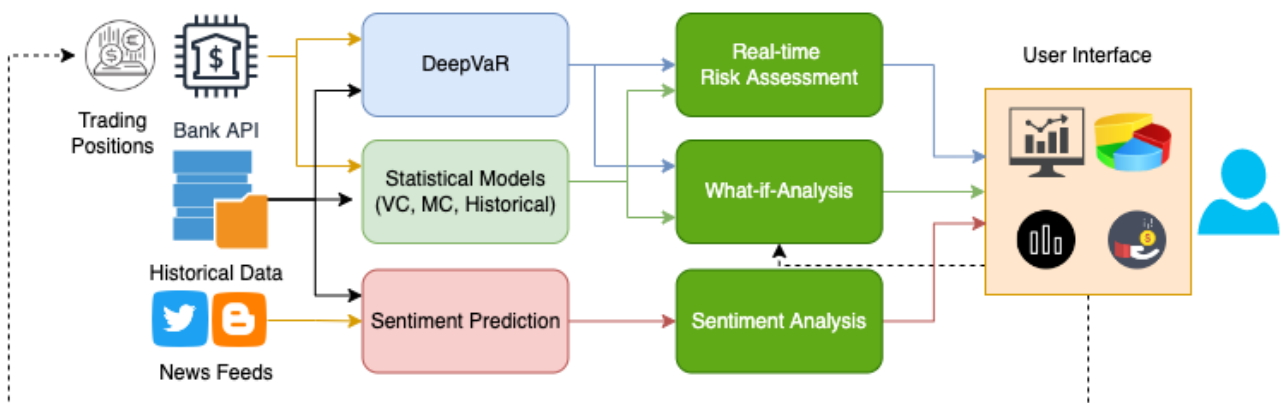 Trading
Positions
Bank API
Historical Data
News Feeds
DeepVaR
Statistical Models
(VC, MC, Historical)
Sentiment Prediction
Real-time
Risk Assessment
What-if-Analysis
Sentiment Analysis
User Interface